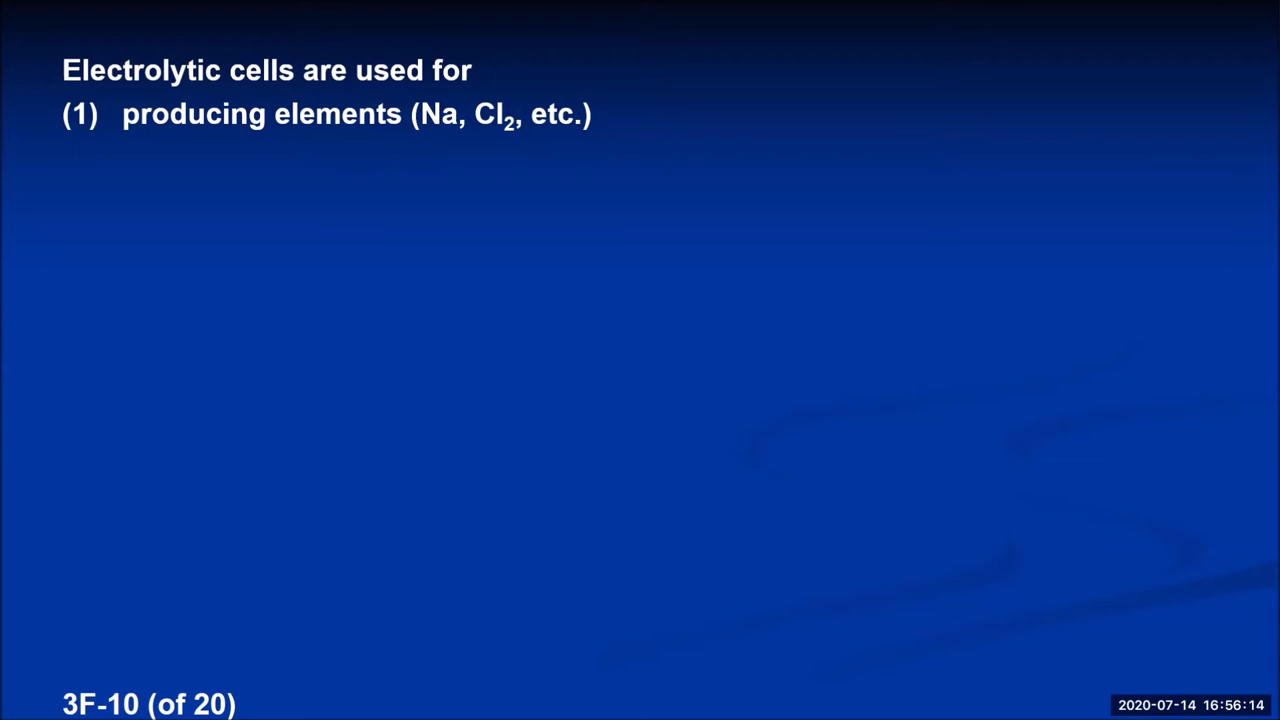 Electrolytic cells are used for
(1) producing elements (Na, Cl₂, etc.)
3F-10 (of 20)
2020-07-14 16:56:14